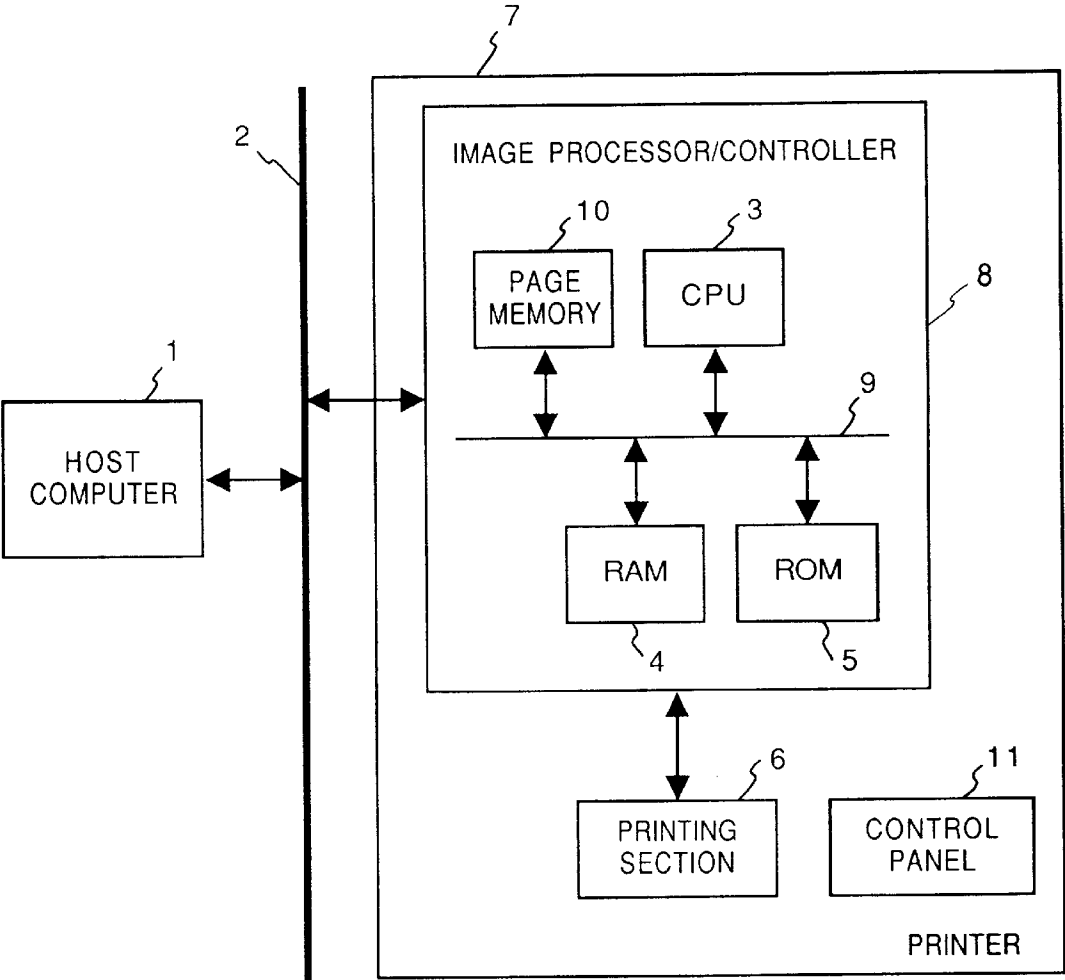 7
2
IMAGE PROCESSOR/CONTROLLER
10
3
PAGE
MEMORY
CPU
8
1
9
HOST
COMPUTER
RAM
ROM
4
5
6
11
PRINTING
SECTION
CONTROL
PANEL
PRINTER